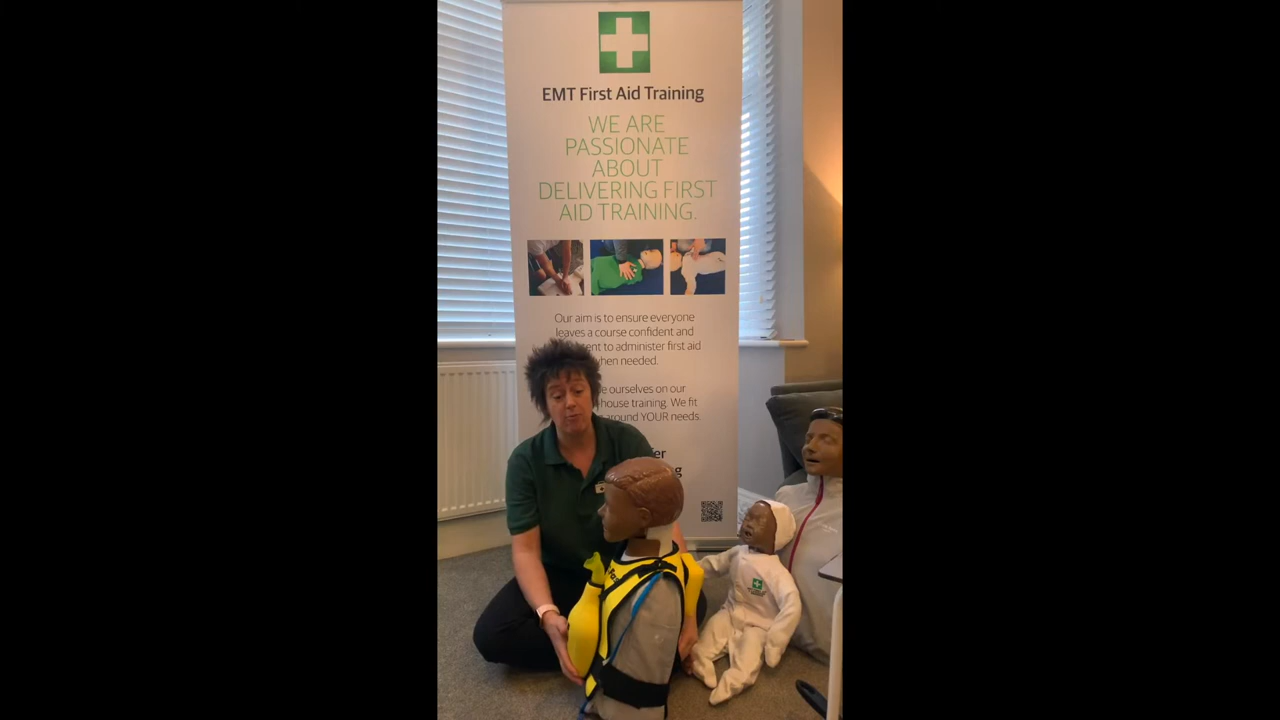 EMT First Aid Training
WE ARE
PASSIONATE
ABOUT
DELIVERING FIRST
AID TRAINING.
Our aim is to ensure everyone
leaves a course confident and
to administer first aid
when needed.
ourselves on our
house training. We fit
around YOUR needs.